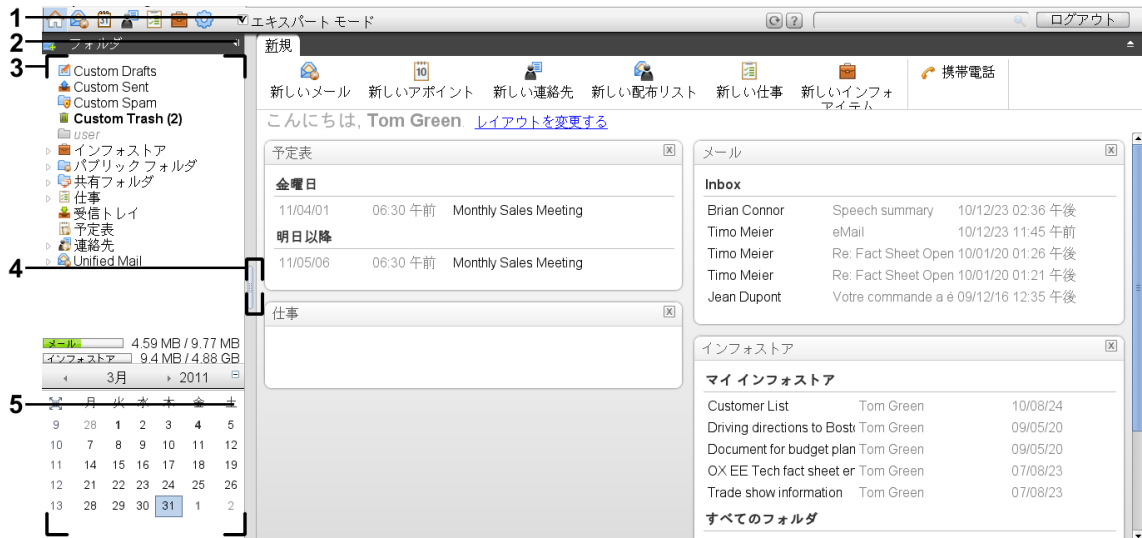 1
エキスパート モード
ログアウト
2
フォルダ
新規
3
Custom Drafts
Custom Sent
Custom Spam
Custom Trash (2)
user
インフォストア
パブリック フォルダ
共有フォルダ
仕事
受信トレイ
予定表
連絡先
Unified Mail
4
メール 4.59 MB / 9.77 MB
インフォストア 9.4 MB / 4.88 GB
3月 2011
5
月 火 水 木 金 土
9 28 1 2 3 4 5
10 7 8 9 10 11 12
11 14 15 16 17 18 19
12 21 22 23 24 25 26
13 28 29 30 31 1 2
新しいメール 新しいアポイント 新しい連絡先 新しい配布リスト 新しい仕事 新しいインフォ
アイテム
携帯電話
こんにちは, Tom Green. レイアウトを変更する
予定表
金曜日
11/04/01 06:30 午前 Monthly Sales Meeting
明日以降
11/05/06 06:30 午前 Monthly Sales Meeting
仕事
メール
Inbox
Brian Connor Speech summary 10/12/23 02:36 午後
Timo Meier eMail 10/12/23 11:45 午前
Timo Meier Re: Fact Sheet Open 10/01/20 01:26 午後
Timo Meier Re: Fact Sheet Open 10/01/20 01:21 午後
Jean Dupont Votre commande a é 09/12/16 12:35 午後
インフォストア
マイ インフォストア
Customer List Tom Green 10/08/24
Driving directions to Bost Tom Green 09/05/20
Document for budget plan Tom Green 09/05/20
OX EE Tech fact sheet er Tom Green 07/08/23
Trade show information Tom Green 07/08/23
すべてのフォルダ